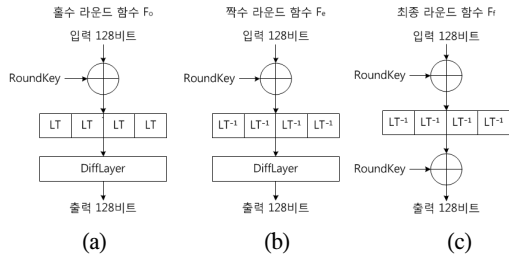 홀수 라운드 함수 Fₒ
입력 128비트
RoundKey
LT LT LT LT
DiffLayer
출력 128비트
(a)
짝수 라운드 함수 Fₑ
입력 128비트
RoundKey
LT⁻¹ LT⁻¹ LT⁻¹ LT⁻¹
DiffLayer
출력 128비트
(b)
최종 라운드 함수 Ff
입력 128비트
RoundKey
LT⁻¹ LT⁻¹ LT⁻¹ LT⁻¹
RoundKey
출력 128비트
(c)